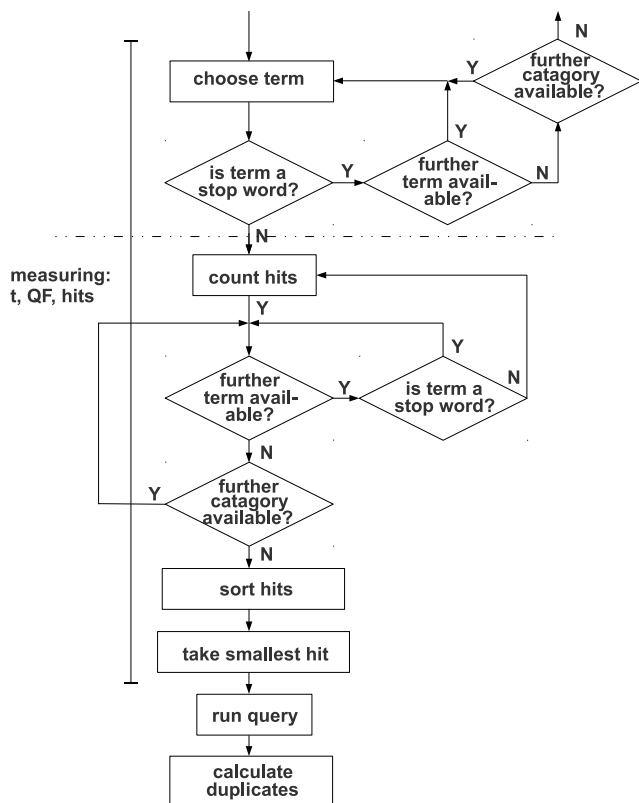 N
Y
further
catagory
available?
choose term
Y
is term a
stop word?
Y
further
term avail-
able?
N
N
measuring:
t, QF, hits
count hits
Y
Y
further
term avail-
able?
Y
is term a
stop word?
N
N
Y
further
catagory
available?
N
sort hits
take smallest hit
run query
calculate
duplicates